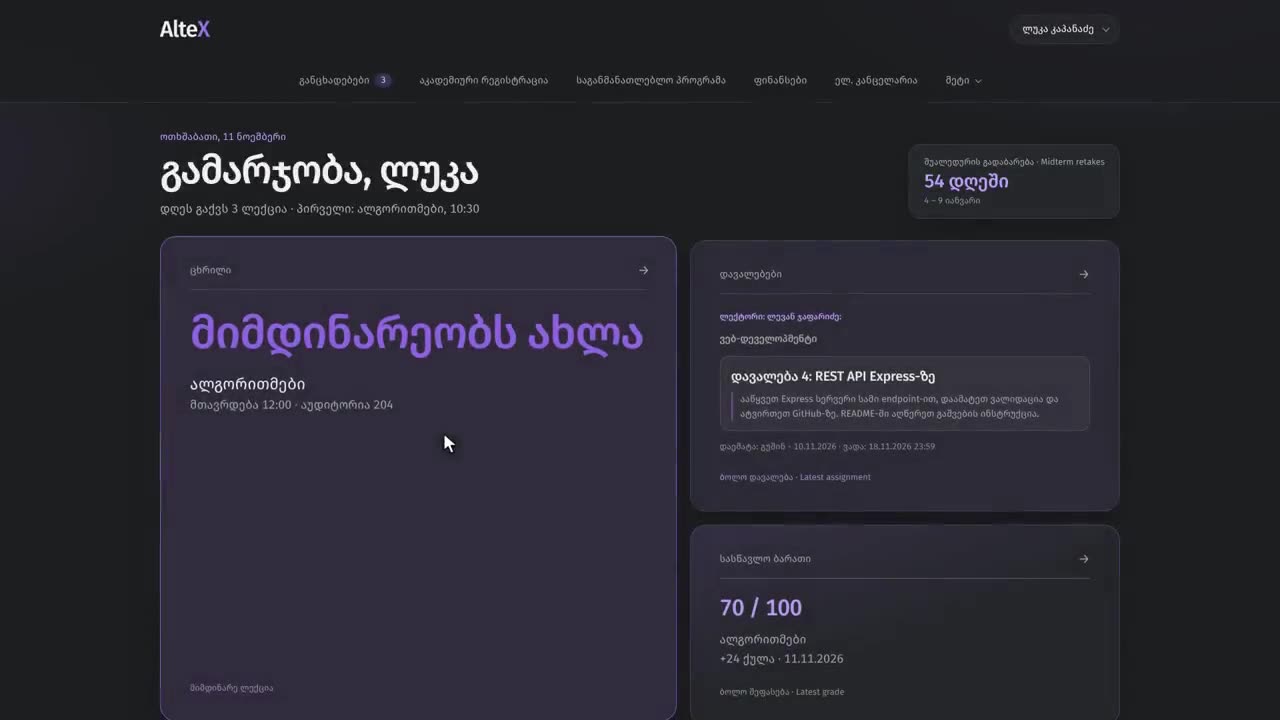 AlteX
ლუკა კაპანაძე
განცხადებები 3
აკადემიური რეგისტრაცია
საგანმანათლებლო პროგრამა
ფინანსები
ელ. კანცელარია
მეტი
ოთხშაბათი, 11 ნოემბერი
გამარჯობა, ლუკა
დღეს გაქვს 3 ლექცია · პირველი: ალგორითმები, 10:30
შუალედურის გადაბარება · Midterm retakes
54 დღეში
4 – 9 იანვარი
ცხრილი
მიმდინარეობს ახლა
ალგორითმები
მთავრდება 12:00 · აუდიტორია 204
მიმდინარე ლექცია
დავალებები
ლექტორი: ლევან ჯაფარიძე:
ვებ-დეველოპმენტი
დავალება 4: REST API Express-ზე
ააწყვეთ Express სერვერი სამი endpoint-ით, დაამატეთ ვალიდაცია და
ატვირთეთ GitHub-ზე. README-ში აღწერეთ გაშვების ინსტრუქცია.
დაემატა: გუშინ - 10.11.2026 · ვადა: 18.11.2026 23:59
ბოლო დავალება · Latest assignment
სასწავლო ბარათი
70 / 100
ალგორითმები
+24 ქულა · 11.11.2026
ბოლო შეფასება · Latest grade